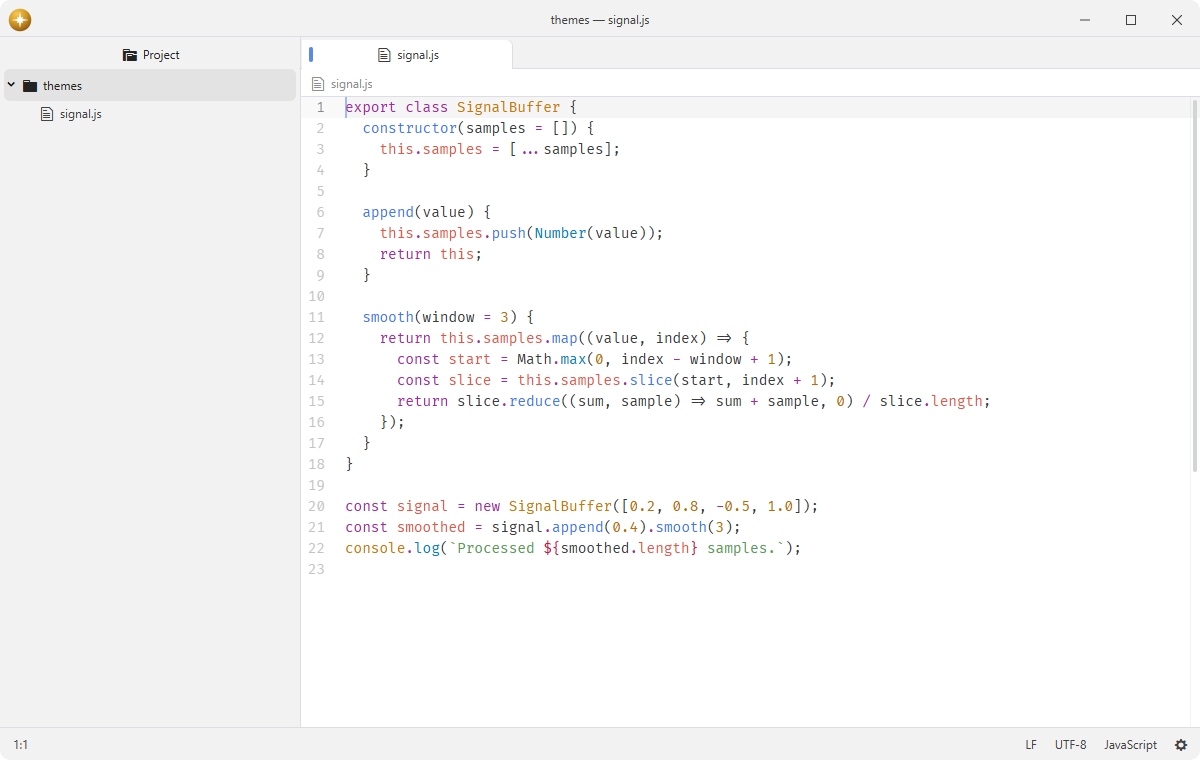 themes — signal.js
Project
signal.js
themes
signal.js
signal.js
1 export class SignalBuffer {
2   constructor(samples = []) {
3     this.samples = [...samples];
4   }
5
6   append(value) {
7     this.samples.push(Number(value));
8     return this;
9   }
10
11   smooth(window = 3) {
12     return this.samples.map((value, index) => {
13       const start = Math.max(0, index - window + 1);
14       const slice = this.samples.slice(start, index + 1);
15       return slice.reduce((sum, sample) => sum + sample, 0) / slice.length;
16     });
17   }
18 }
19
20 const signal = new SignalBuffer([0.2, 0.8, -0.5, 1.0]);
21 const smoothed = signal.append(0.4).smooth(3);
22 console.log(`Processed ${smoothed.length} samples.`);
23
1:1
LF UTF-8 JavaScript